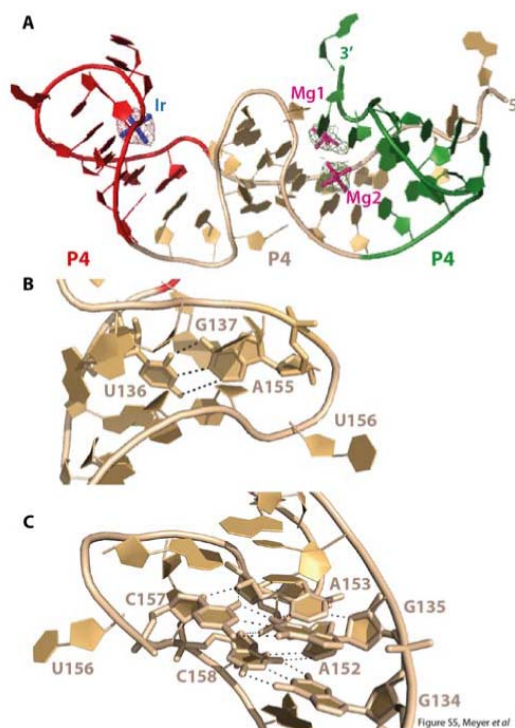 A
3'
Ir
Mg1
5'
Mg2
P4
P4
P4
B
G137
U136
A155
U156
C
A153
C157
G135
U156
C158
A152
G134
Figure S5, Meyer et al